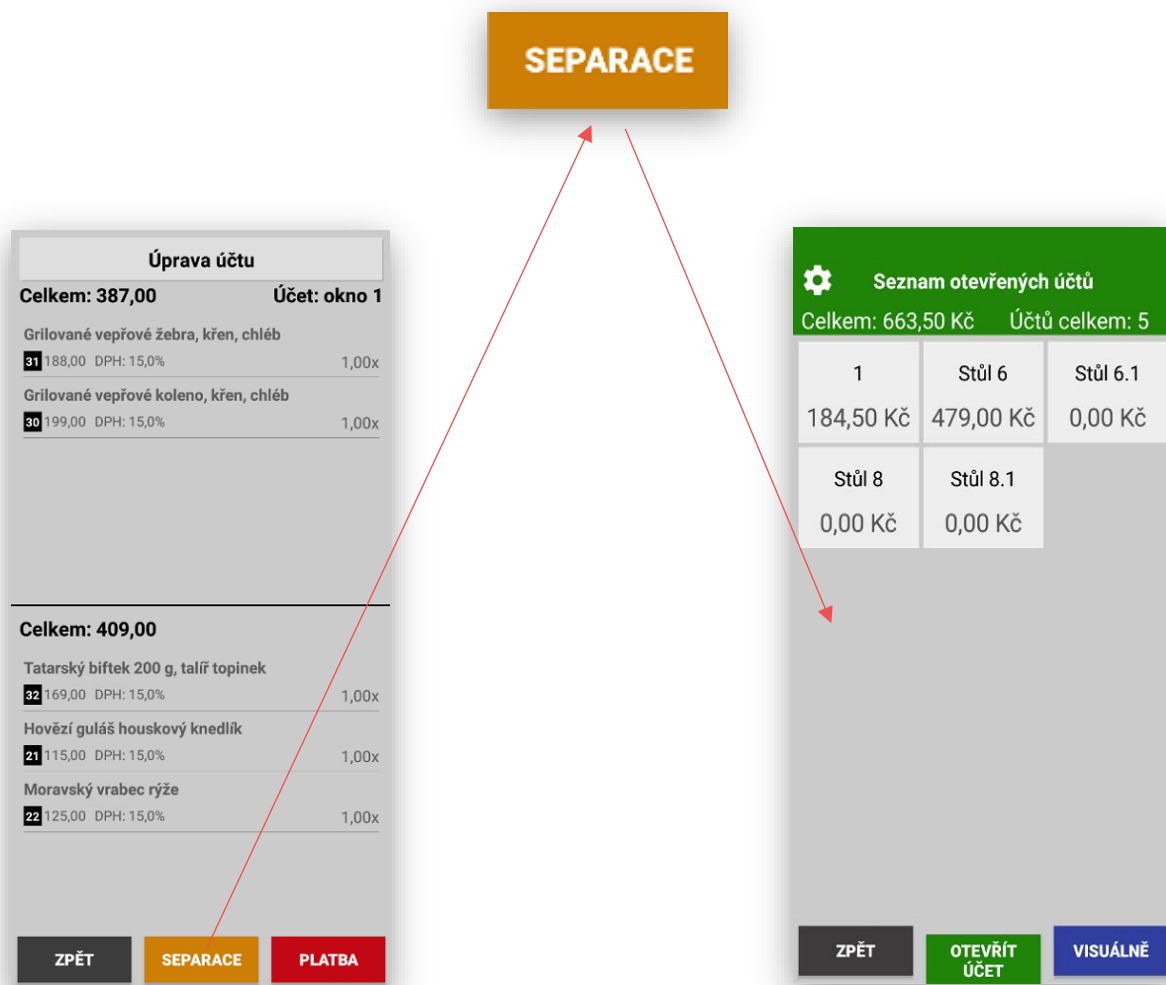 SEPARACE
Úprava účtu
Celkem: 387,00 Účet: okno 1
Grilované vepřové žebra, křen, chléb
31 188,00 DPH: 15,0% 1,00x
Grilované vepřové koleno, křen, chléb
30 199,00 DPH: 15,0% 1,00x
Celkem: 409,00
Tatarský biftek 200 g, talíř topinek
32 169,00 DPH: 15,0% 1,00x
Hovězí guláš houskový knedlík
21 115,00 DPH: 15,0% 1,00x
Moravský vrabec rýže
22 125,00 DPH: 15,0% 1,00x
ZPĚT SEPARACE PLATBA
Seznam otevřených účtů
Celkem: 663,50 Kč Účtů celkem: 5
1 Stůl 6 Stůl 6.1
184,50 Kč 479,00 Kč 0,00 Kč
Stůl 8 Stůl 8.1
0,00 Kč 0,00 Kč
ZPĚT OTEVŘÍT VISUÁLNĚ
ÚČET